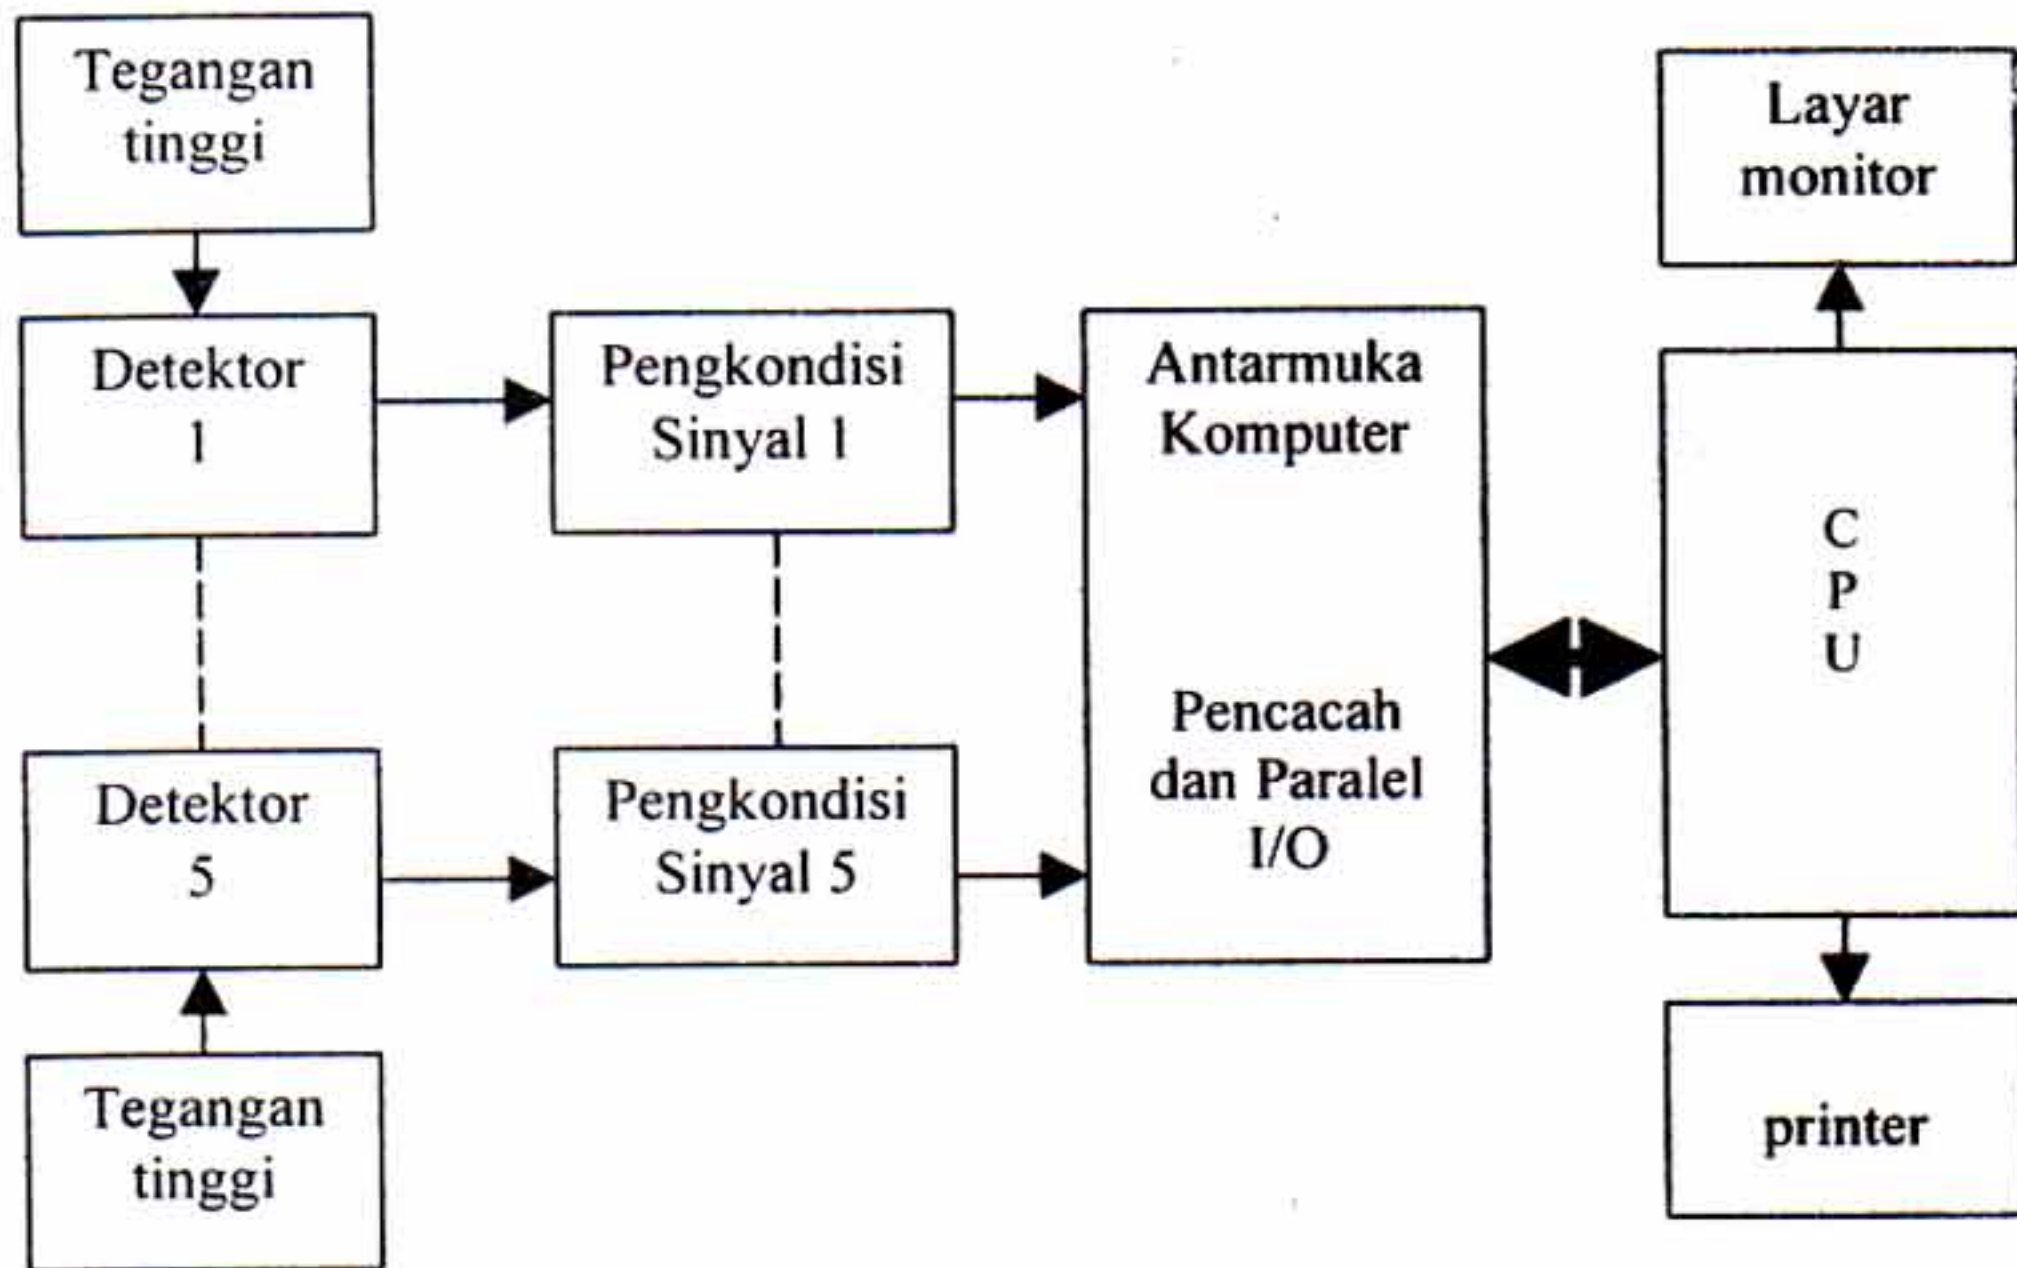 Tegangan
tinggi
Detektor
1
Pengkondisi
Sinyal 1
Antarmuka
Komputer
Pencacah
dan Paralel
I/O
Layar
monitor
C
P
U
Detektor
5
Pengkondisi
Sinyal 5
Tegangan
tinggi
printer